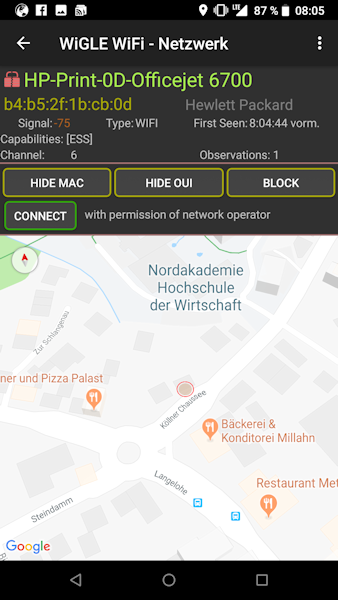 87 % 08:05
WiGLE WiFi - Netzwerk
HP-Print-0D-Officejet 6700
b4:b5:2f:1b:cb:0d Hewlett Packard
Signal: -75 Type: WIFI First Seen: 8:04:44 vorm.
Capabilities: [ESS]
Channel: 6 Observations: 1
HIDE MAC HIDE OUI BLOCK
CONNECT with permission of network operator
Nordakademie
Hochschule
der Wirtschaft
Zur Schlangenau
ner und Pizza Palast
Köllner Chaussee
Bäckerei &
Konditorei Millahn
Langelohe
Restaurant Met
Steindamm
Google